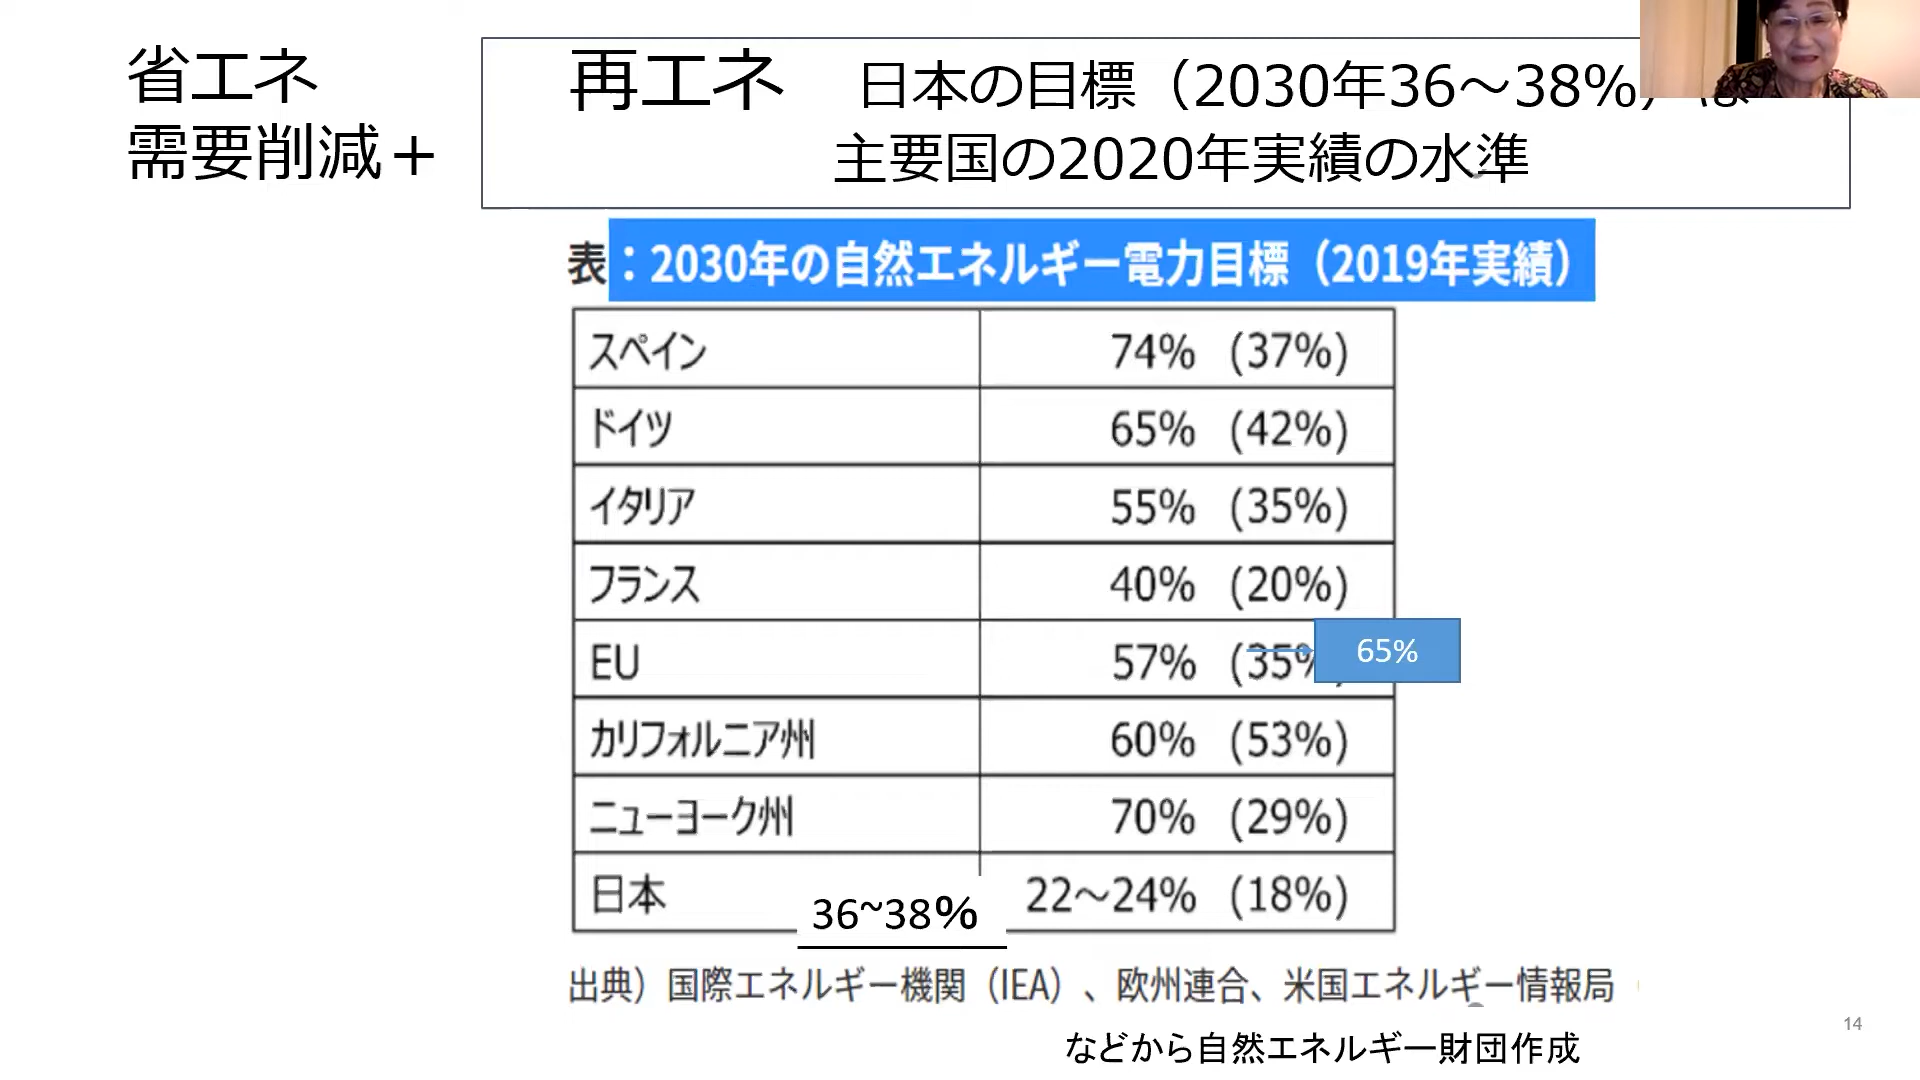 省エネ
需要削減＋
再エネ 日本の目標（2030年36～38%）は
主要国の2020年実績の水準
表：2030年の自然エネルギー電力目標（2019年実績）
スペイン 74% (37%)
ドイツ 65% (42%)
イタリア 55% (35%)
フランス 40% (20%)
EU 57% (35% 65%
カリフォルニア州 60% (53%)
ニューヨーク州 70% (29%)
日本 36~38% 22～24% (18%)
出典）国際エネルギー機関（IEA）、欧州連合、米国エネルギー情報局
などから自然エネルギー財団作成
14